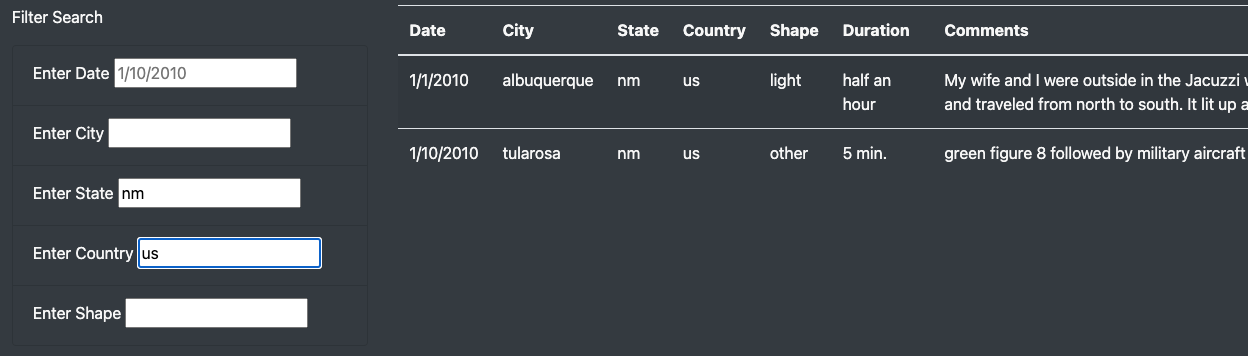 Filter Search
Enter Date 1/10/2010
Enter City
Enter State nm
Enter Country us
Enter Shape
Date City State Country Shape Duration Comments
1/1/2010 albuquerque nm us light half an My wife and I were outside in the Jacuzzi
hour and traveled from north to south. It lit up
1/10/2010 tularosa nm us other 5 min. green figure 8 followed by military aircraft